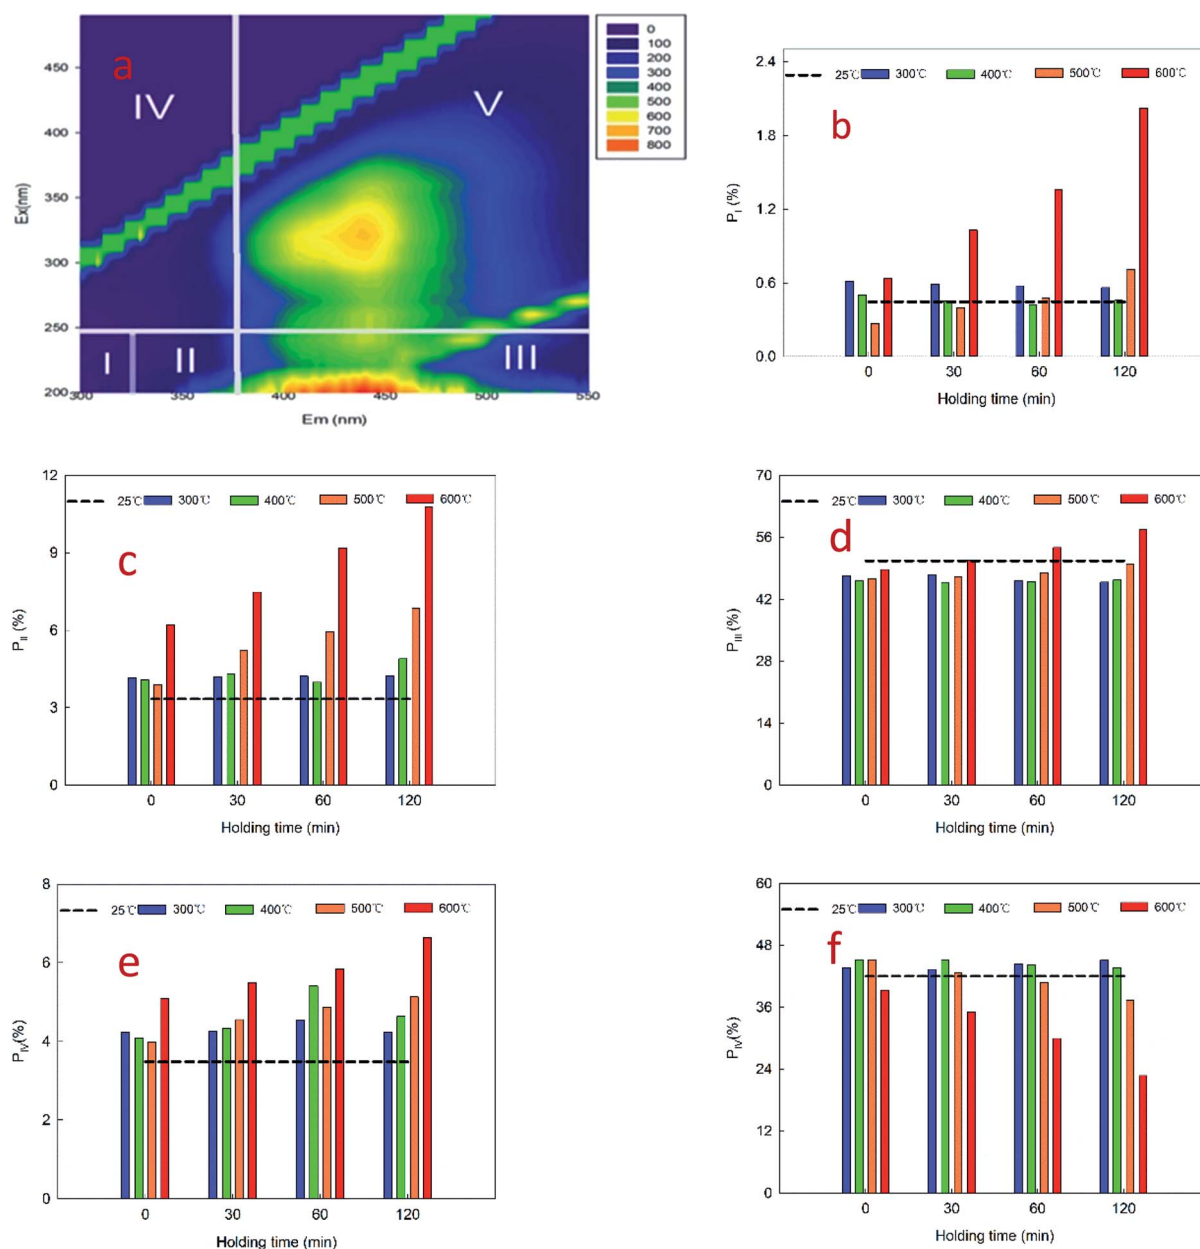 a
IV
V
I
II
III
450
400
350
300
250
200
Ex(nm)
300
350
400
450
500
550
Em (nm)
0
100
200
300
400
500
600
700
800
b
25℃ 300℃ 400℃ 500℃ 600℃
2.4
1.8
1.2
0.6
0.0
P_I (%)
0 30 60 120
Holding time (min)
c
25℃ 300℃ 400℃ 500℃ 600℃
12
9
6
3
0
P_II (%)
0 30 60 120
Holding time (min)
d
25℃ 300℃ 400℃ 500℃ 600℃
70
56
42
28
14
0
P_III (%)
0 30 60 120
Holding time (min)
e
25℃ 300℃ 400℃ 500℃ 600℃
8
6
4
2
0
P_IV(%)
0 30 60 120
Holding time (min)
f
25℃ 300℃ 400℃ 500℃ 600℃
60
48
36
24
12
0
P_IV(%)
0 30 60 120
Holding time (min)